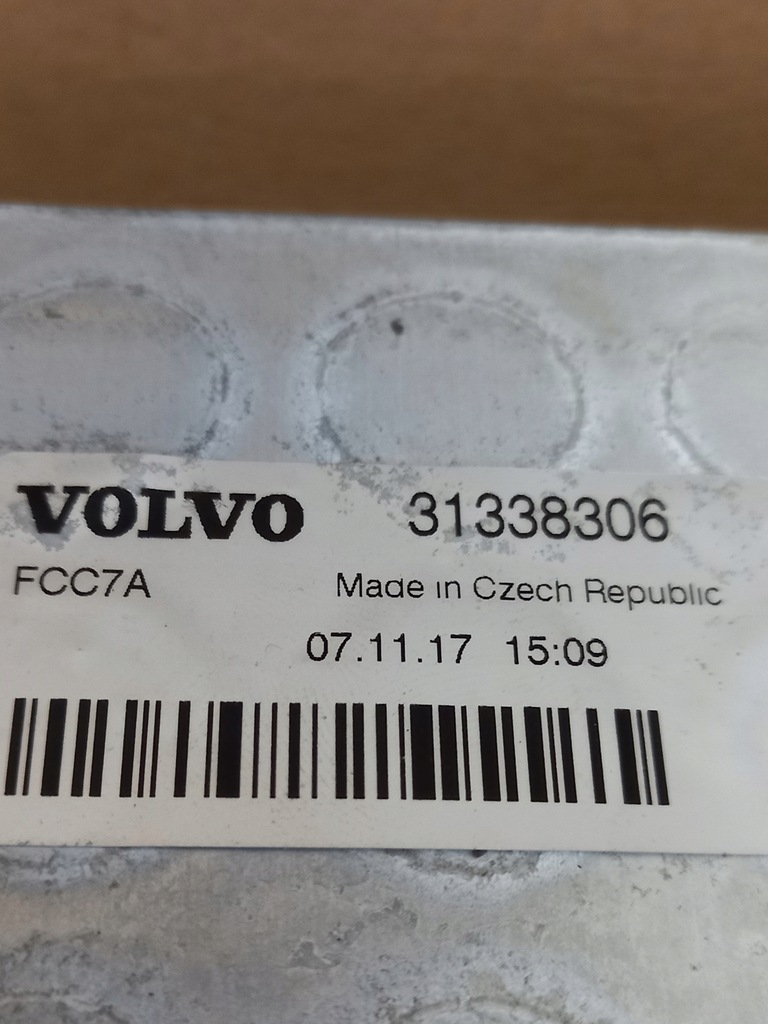 VOLVO 31338306
FCC7A Made in Czech Republic
07.11.17 15:09